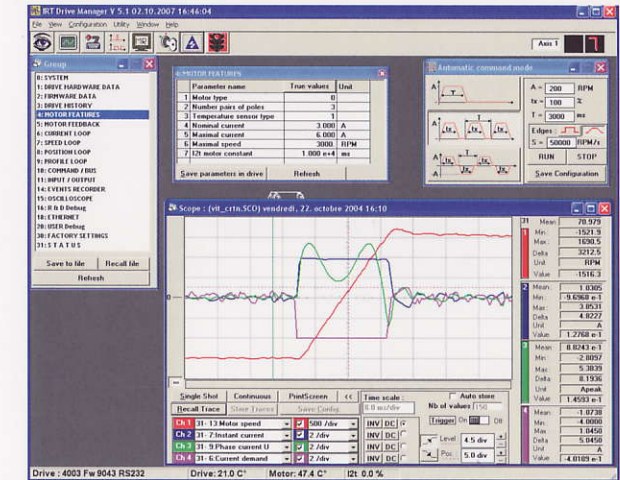 IRT Drive Manager V 5.1 02.10.2007 16:46:04
File View Configuration Utility Window Help
Axis 1
Group
0: SYSTEM
1: DRIVE HARDWARE DATA
2: FIRMWARE DATA
3: DRIVE HISTORY
4: MOTOR FEATURES
5: MOTOR FEEDBACK
6: CURRENT LOOP
7: SPEED LOOP
8: POSITION LOOP
9: PROFILE LOOP
10: COMMAND / BUS
11: INPUT / OUTPUT
14: EVENTS RECORDER
15: OSCILLOSCOPE
16: R & D Debug
18: ETHERNET
20: USER Debug
30: FACTORY SETTINGS
31: S T A T U S
Save to file Recall file
Refresh
4: MOTOR FEATURES
Parameter name True values Unit
1 Motor type 0
2 Number pairs of poles 3
3 Temperature sensor type 1
4 Nominal current 3.000 A
5 Maximal current 6.000 A
6 Maximal speed 3000 RPM
7 I2t motor constant 1.000 e+4 ms
Save parameters in drive Refresh
Automatic command mode
A T
A = 200 RPM
tx = 100 %
T = 3000 ms
A T
tx tx
Edges :
S = 50000 RPM/s
A T
tx tx tx
RUN STOP
Save Configuration
Scope : (vit_crtn.SCO) vendredi, 22. octobre 2004 16:10
0
31 Mean: 70.979
1 Min : -1521.9
Max : 1690.5
Delta 3212.5
Unit RPM
Value -1516.3
2 Mean: 1.0305
Min : -9.6968 e-1
Max : 3.8531
Delta 4.8227
Unit A
Value 1.2768 e-1
3 Mean: 8.8243 e-1
Min : -2.8097
Max 5.3839
Delta 8.1936
Unit Apeak
Value 1.4593 e-1
4 Mean: -1.0738
Min -4.0000
Max 1.0450
Delta 5.0450
Unit A
Value -4.0189 e-1
Single Shot Continuous PrintScreen <<
Recall Trace Store Traces Save Config.
Time scale :
8.0 ms/div
Auto store
Nb of values 150
Ch 1 31- 13:Motor speed 500 /div INV DC
Ch 2 31- 7:Instant current 2 /div INV DC
Ch 3 31- 9:Phase current U 2 /div INV DC
Ch 4 31- 6:Current demand 2 /div INV DC
Trigger On Off
Level 4.5 div
Pos 5.0 div
Drive : 4003 Fw 9043 RS232 Drive: 21.0 C° Motor: 47.4 C° I2t 0.0 %